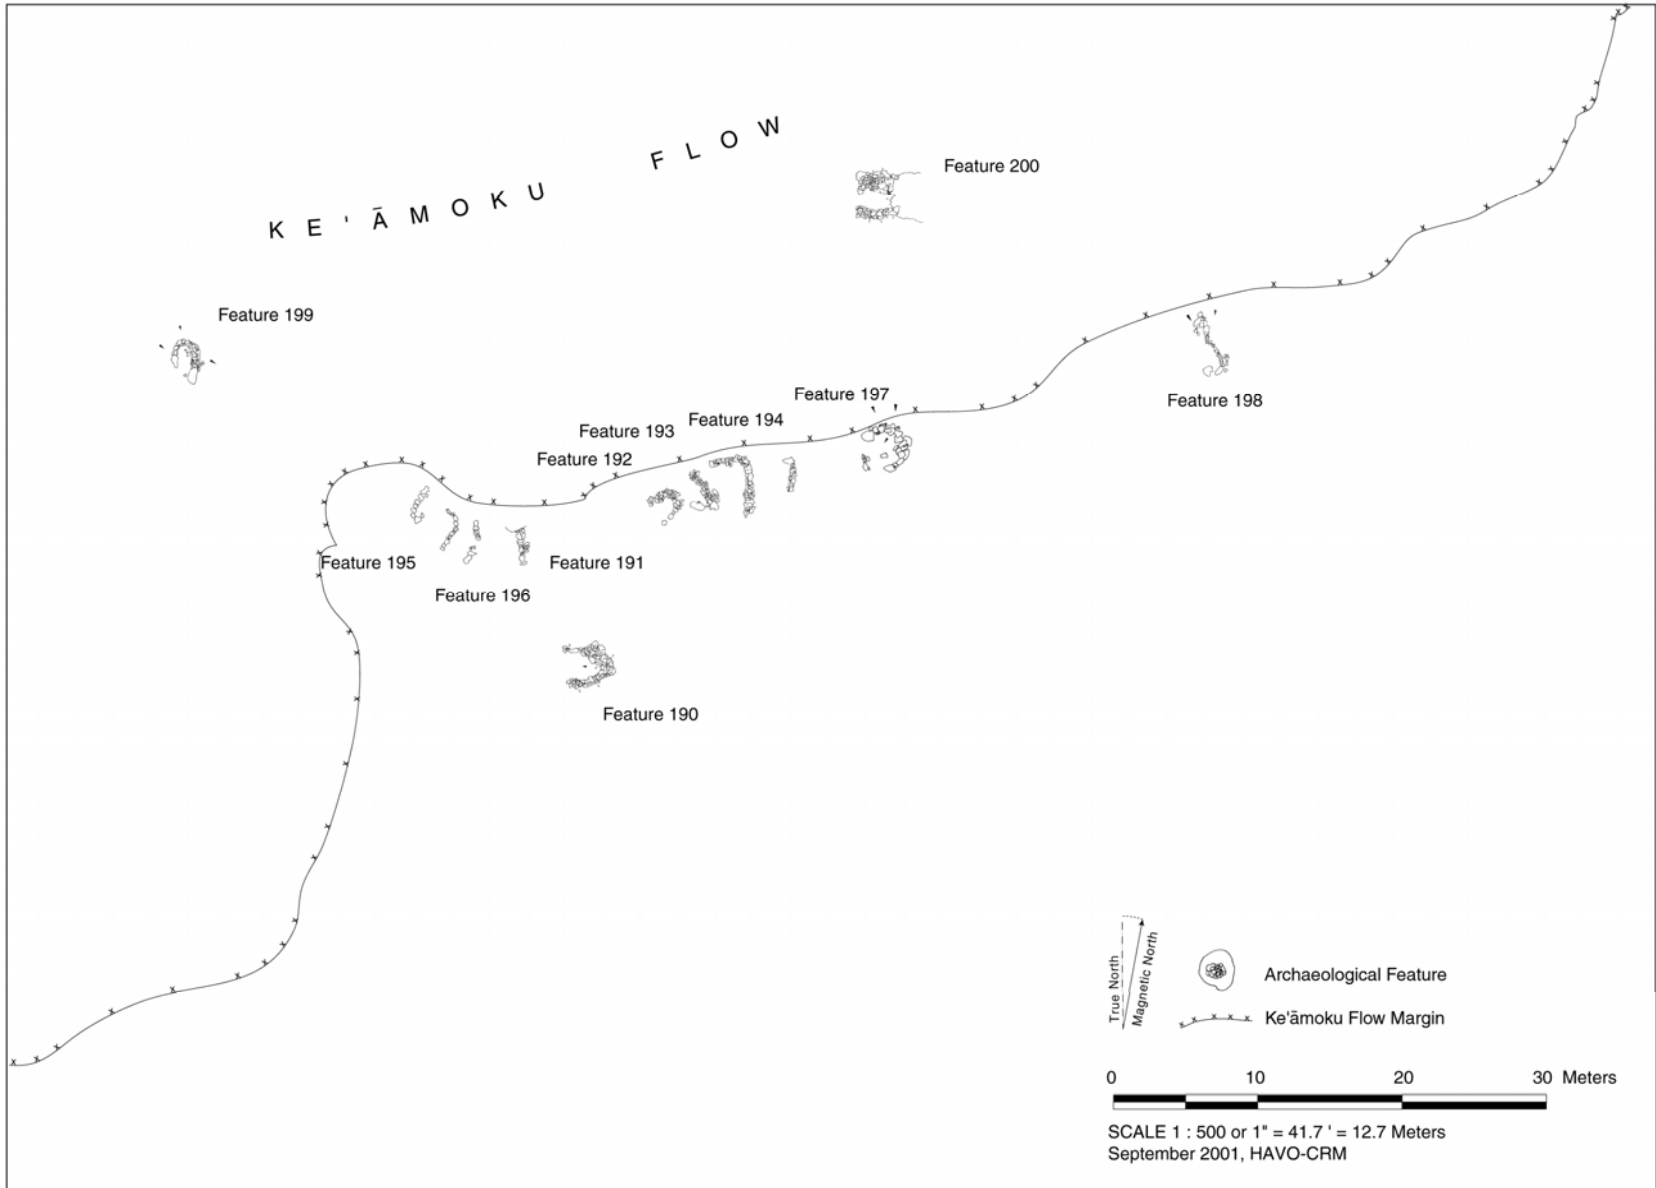 KE'ĀMOKU FLOW
Feature 200
Feature 199
Feature 197
Feature 198
Feature 194
Feature 193
Feature 192
Feature 195
Feature 191
Feature 196
Feature 190
True North
Magnetic North
Archaeological Feature
Ke'āmoku Flow Margin
0 10 20 30 Meters
SCALE 1 : 500 or 1" = 41.7 ' = 12.7 Meters
September 2001, HAVO-CRM